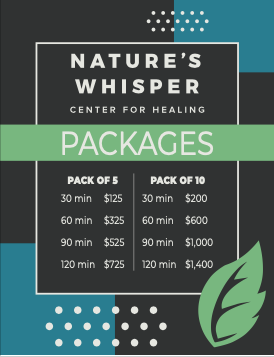 NATURE'S
WHISPER
CENTER FOR HEALING
PACKAGES
PACK OF 5 PACK OF 10
30 min $125 30 min $200
60 min $325 60 min $600
90 min $525 90 min $1,000
120 min $725 120 min $1,400